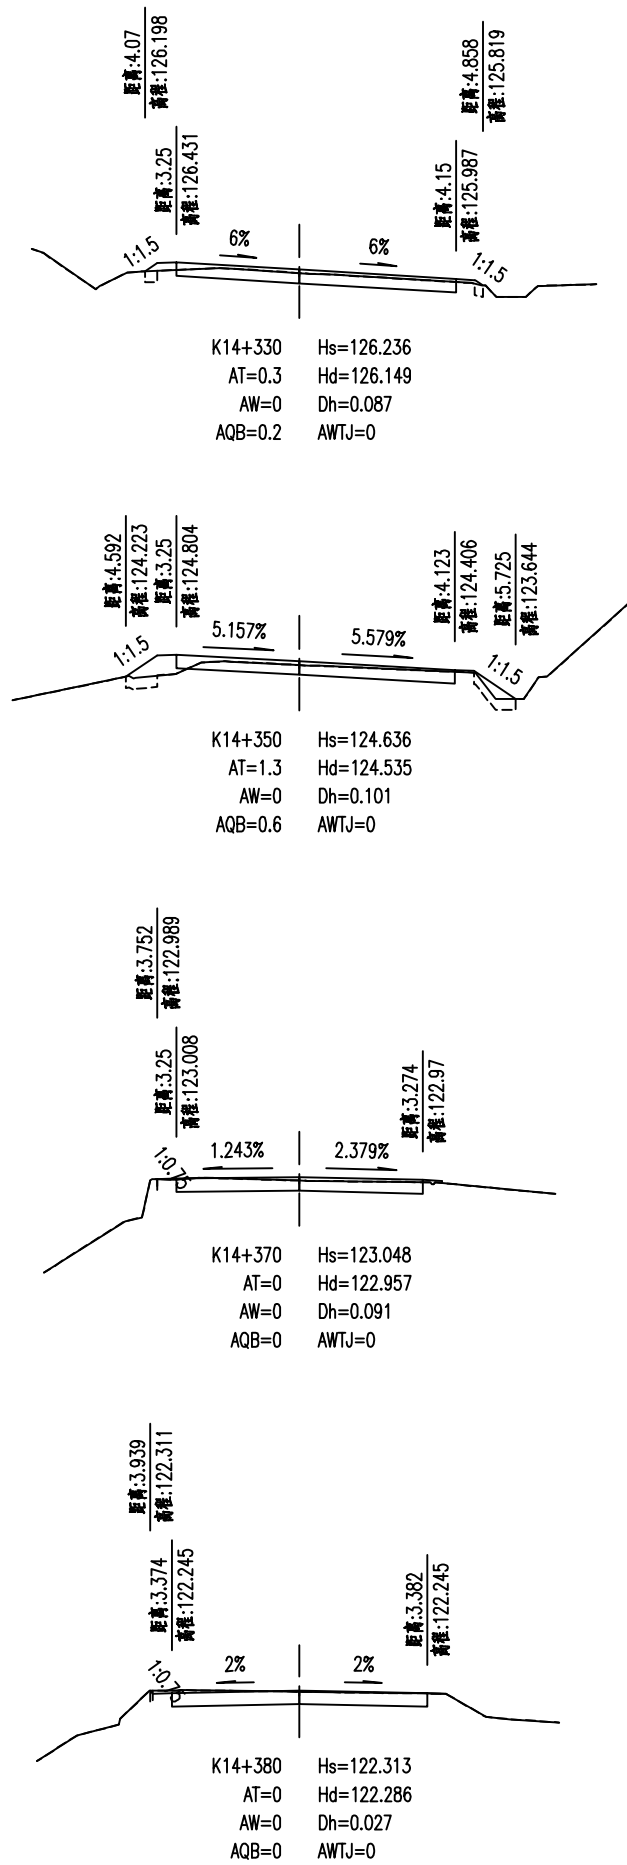 距离:4.07
高程:126.198
距离:4.858
高程:125.819
距离:3.25
高程:126.431
距离:4.15
高程:125.987
1:1.5
6%
6%
1:1.5
K14+330 Hs=126.236
AT=0.3 Hd=126.149
AW=0 Dh=0.087
AQB=0.2 AWTJ=0
距离:4.592
高程:124.223
距离:3.25
高程:124.804
距离:4.123
高程:124.406
距离:5.725
高程:123.644
1:1.5
5.157%
5.579%
1:1.5
K14+350 Hs=124.636
AT=1.3 Hd=124.535
AW=0 Dh=0.101
AQB=0.6 AWTJ=0
距离:3.752
高程:122.989
距离:3.25
高程:123.008
距离:3.274
高程:122.97
1:0.75
1.243%
2.379%
K14+370 Hs=123.048
AT=0 Hd=122.957
AW=0 Dh=0.091
AQB=0 AWTJ=0
距离:3.939
高程:122.311
距离:3.374
高程:122.245
距离:3.382
高程:122.245
1:0.75
2%
2%
K14+380 Hs=122.313
AT=0 Hd=122.286
AW=0 Dh=0.027
AQB=0 AWTJ=0